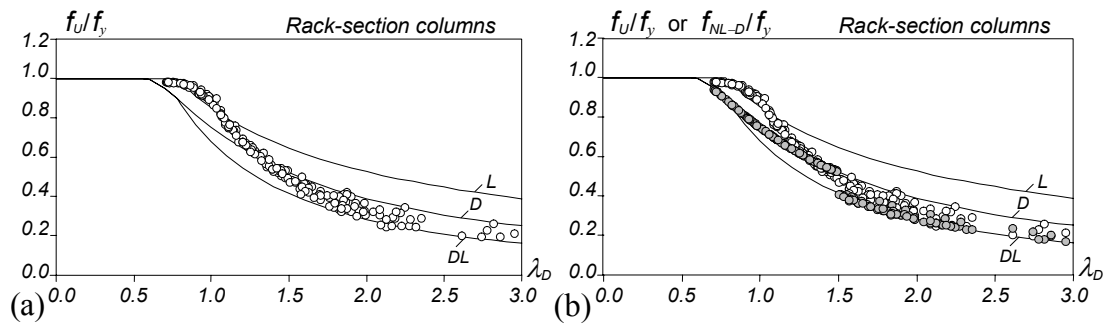 f_U/f_y Rack-section columns
1.2
1.0
0.8
0.6
0.4
0.2
0.0
L
D
DL
λ_D
0.0 0.5 1.0 1.5 2.0 2.5 3.0
(a)
f_U/f_y or f_NL-D/f_y Rack-section columns
1.2
1.0
0.8
0.6
0.4
0.2
0.0
L
D
DL
λ_D
0.0 0.5 1.0 1.5 2.0 2.5 3.0
(b)